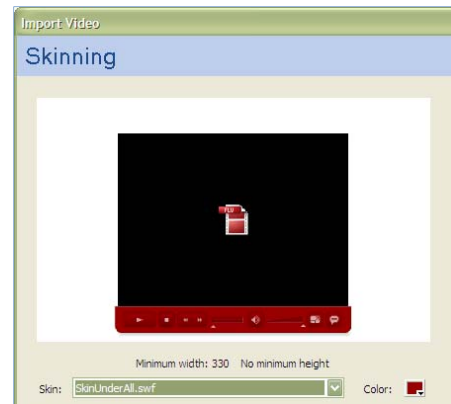 Import Video
Skinning
FLV
Minimum width: 330 No minimum height
Skin: SkinUnderAll.swf Color: